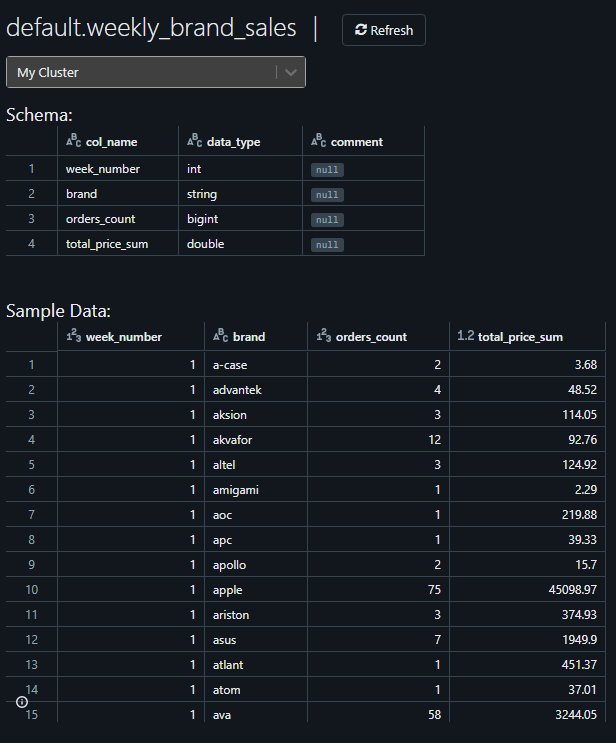 default.weekly_brand_sales | Refresh
My Cluster
Schema:
col_name data_type comment
1 week_number int null
2 brand string null
3 orders_count bigint null
4 total_price_sum double null
Sample Data:
week_number brand orders_count 1.2 total_price_sum
1 1 a-case 2 3.68
2 1 advantek 4 48.52
3 1 aksion 3 114.05
4 1 akvafor 12 92.76
5 1 altel 3 124.92
6 1 amigami 1 2.29
7 1 aoc 1 219.88
8 1 apc 1 39.33
9 1 apollo 2 15.7
10 1 apple 75 45098.97
11 1 ariston 3 374.93
12 1 asus 7 1949.9
13 1 atlant 1 451.37
14 1 atom 1 37.01
15 1 ava 58 3244.05